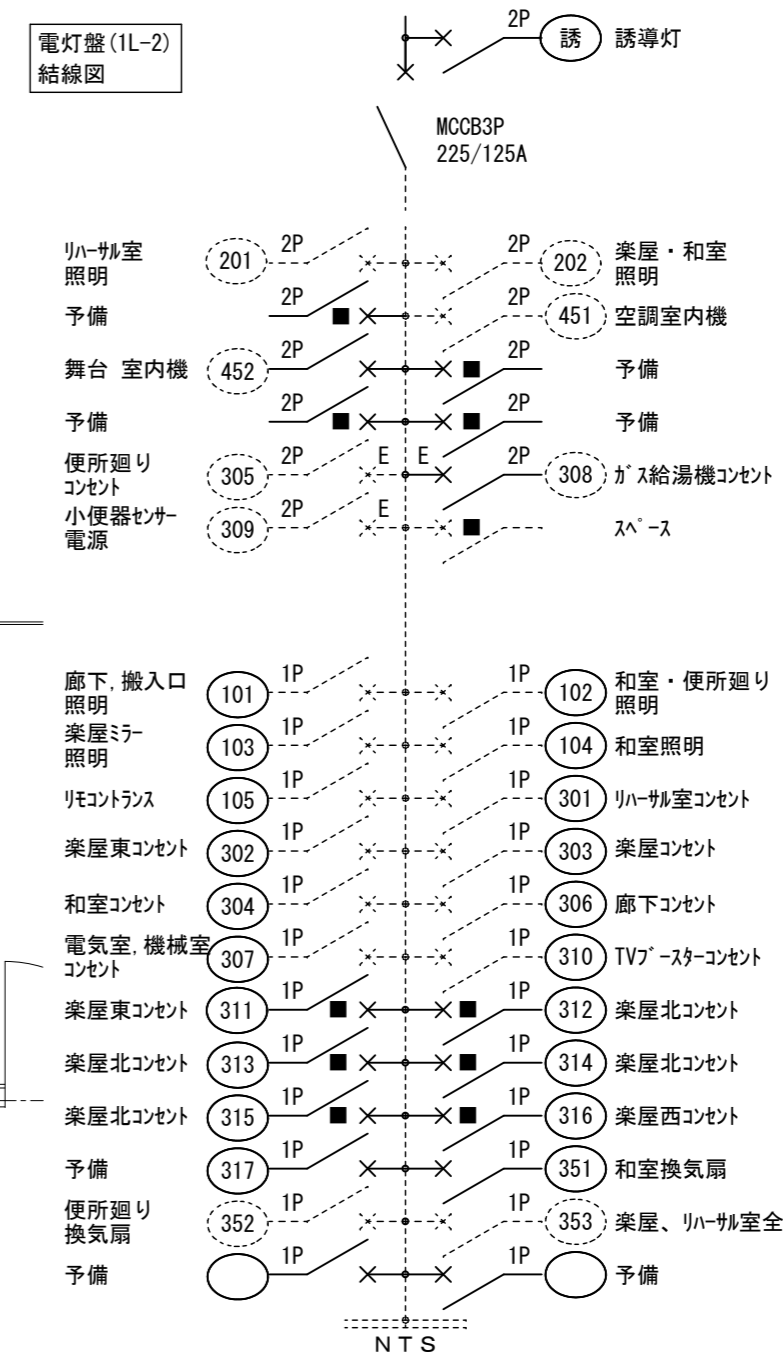 電灯盤(1L-2)
結線図
2P 誘 誘導灯
MCCB3P
225/125A
リハーサル室
照明
201 2P
2P 202 楽屋・和室
照明
予備 2P ■
2P 451 空調室内機
舞台 室内機 452 2P
■ 2P 予備
予備 2P ■
■ 2P 予備
便所廻り
コンセント
305 2P E
E 2P 308 ガス給湯機コンセント
小便器センサー
電源
309 2P E
■ スペース
廊下,搬入口
照明
101 1P
1P 102 和室・便所廻り
照明
楽屋ミラー
照明
103 1P
1P 104 和室照明
リモコントランス 105 1P
1P 301 リハーサル室コンセント
楽屋東コンセント 302 1P
1P 303 楽屋コンセント
和室コンセント 304 1P
1P 306 廊下コンセント
電気室,機械室
コンセント
307 1P
1P 310 TVブースターコンセント
楽屋東コンセント 311 1P ■
■ 1P 312 楽屋北コンセント
楽屋北コンセント 313 1P ■
■ 1P 314 楽屋北コンセント
楽屋北コンセント 315 1P ■
■ 1P 316 楽屋西コンセント
予備 317 1P
1P 351 和室換気扇
便所廻り
換気扇
352 1P
1P 353 楽屋、リハーサル室全
予備 1P
1P 予備
NTS